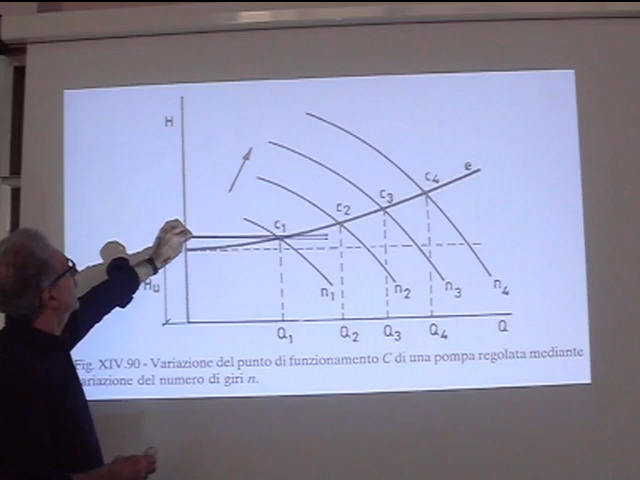 H
e
C4
C3
C2
C1
Hu
n1
n2
n3
n4
Q1
Q2
Q3
Q4
Q
Fig. XIV.90 - Variazione del punto di funzionamento C di una pompa regolata mediante
ariazione del numero di giri n.